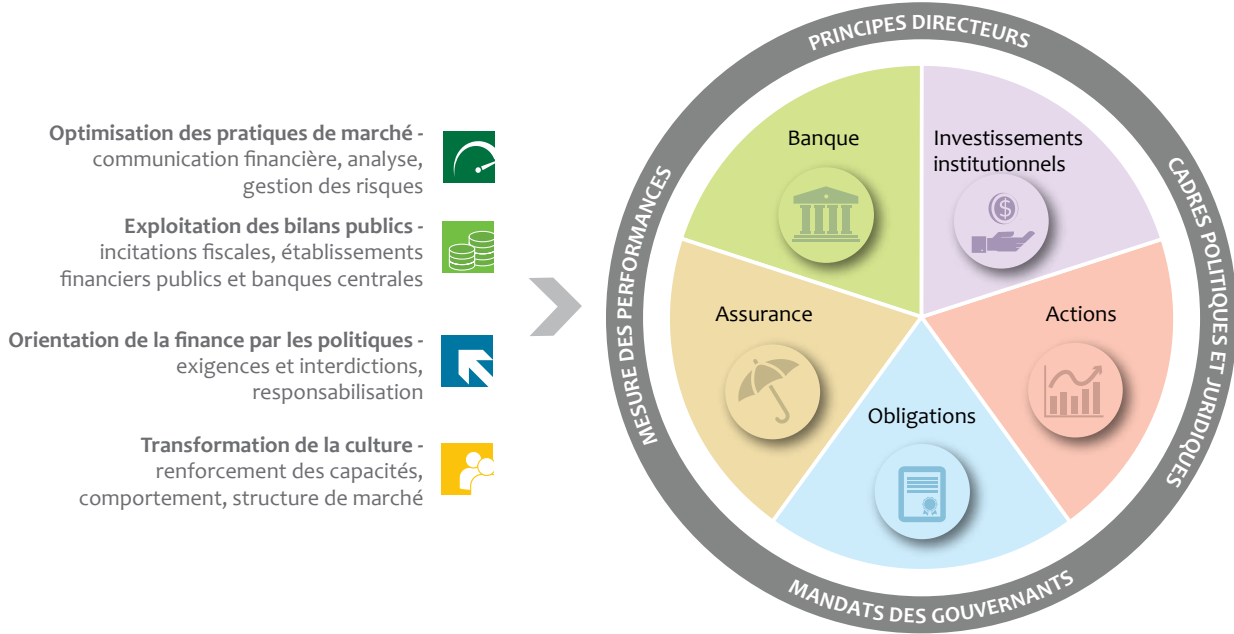 Optimisation des pratiques de marché -
communication financière, analyse,
gestion des risques
Exploitation des bilans publics -
incitations fiscales, établissements
financiers publics et banques centrales
Orientation de la finance par les politiques -
exigences et interdictions,
responsabilisation
Transformation de la culture -
renforcement des capacités,
comportement, structure de marché
PRINCIPES DIRECTEURS
CADRES POLITIQUES ET JURIDIQUES
MANDATS DES GOUVERNANTS
MESURE DES PERFORMANCES
Banque
Investissements
institutionnels
$
Assurance
Actions
Obligations